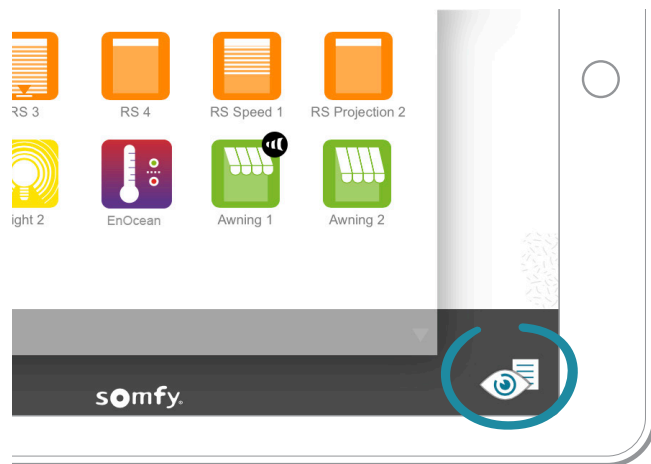 RS 3 RS 4 RS Speed 1 RS Projection 2
ight 2 EnOcean Awning 1 Awning 2
somfy.